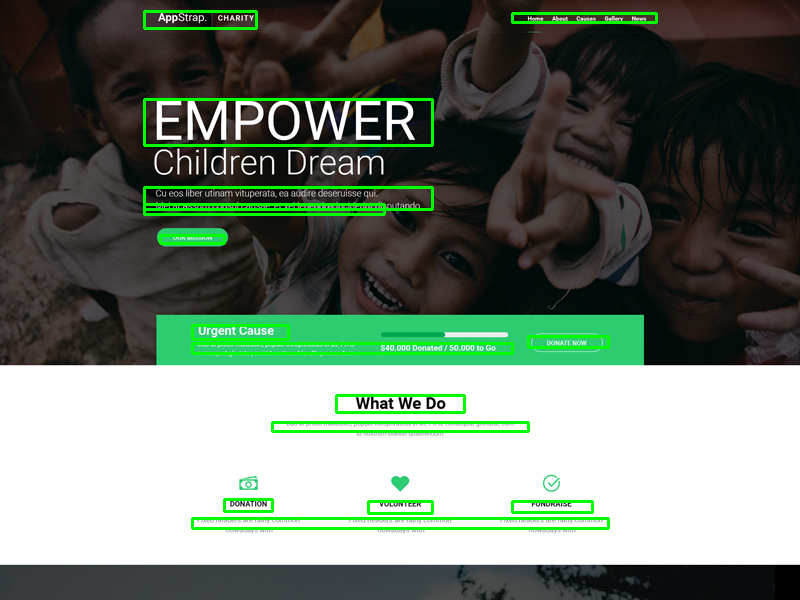 AppStrap. CHARITY
Home About Causes Gallery News
EMPOWER
Children Dream
Cu eos liber utinam vituperata, ea audire deseruisse qui.
OUR MISSION
Urgent Cause
$40.000 Donated / 50.000 to Go
DONATE NOW
What We Do
DONATION
VOLUNTEER
FUNDRAISE
Fixed headers are fairly common
nowadays with
Fixed headers are fairly common
nowadays with
Fixed headers are fairly common
nowadays with